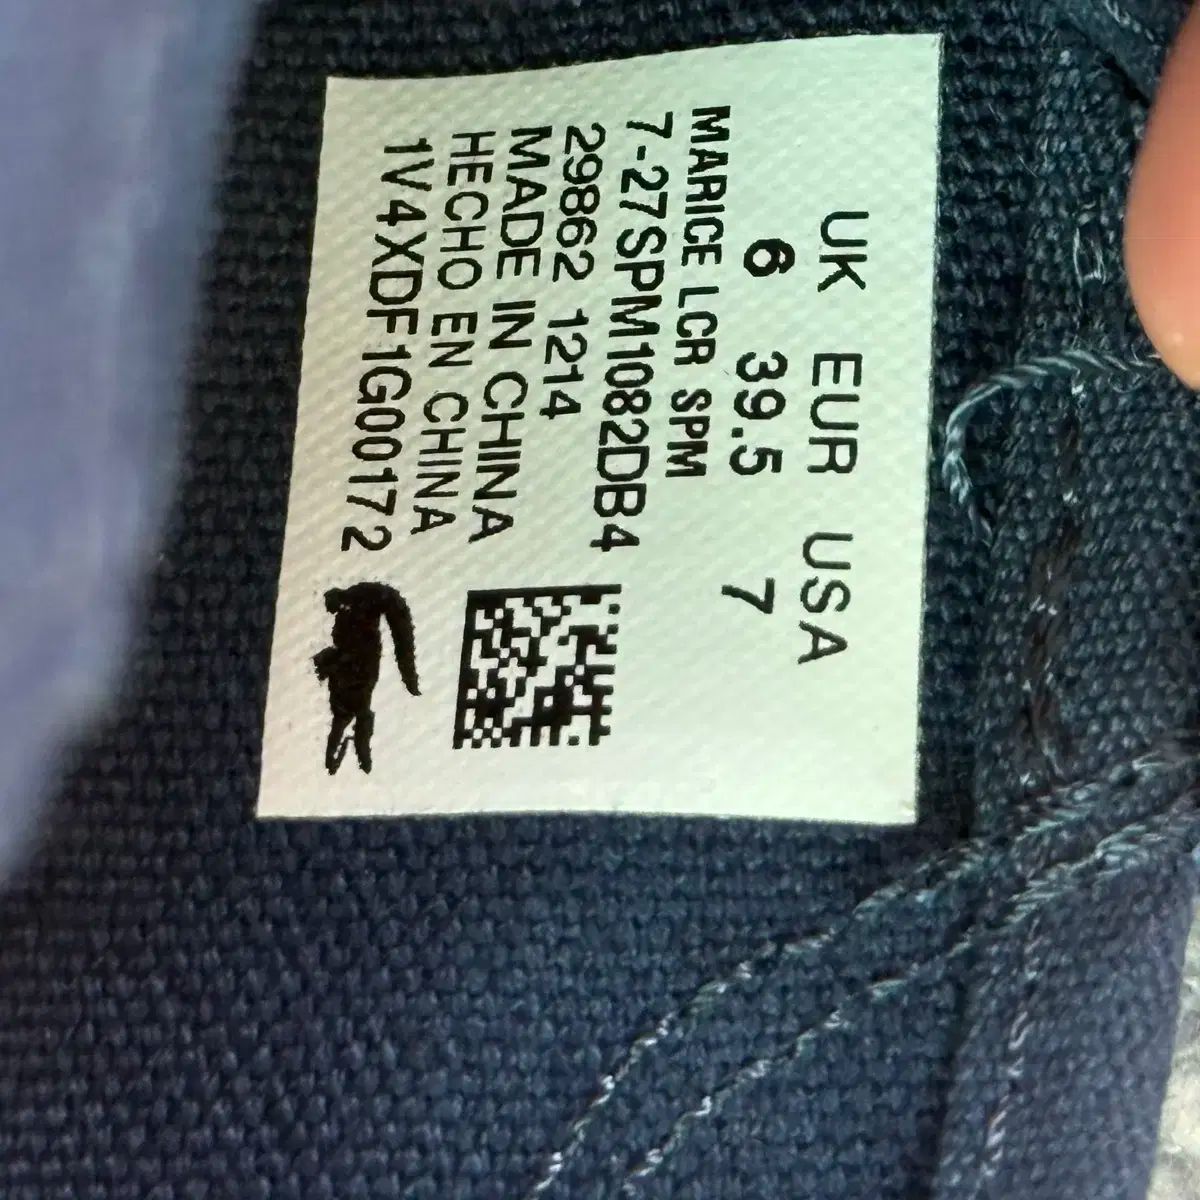 UK EUR USA
6 39.5 7
MARICE LCR SPM
7-27SPM1082DB4
29862 1214
MADE IN CHINA
HECHO EN CHINA
1V4XDF1G00172